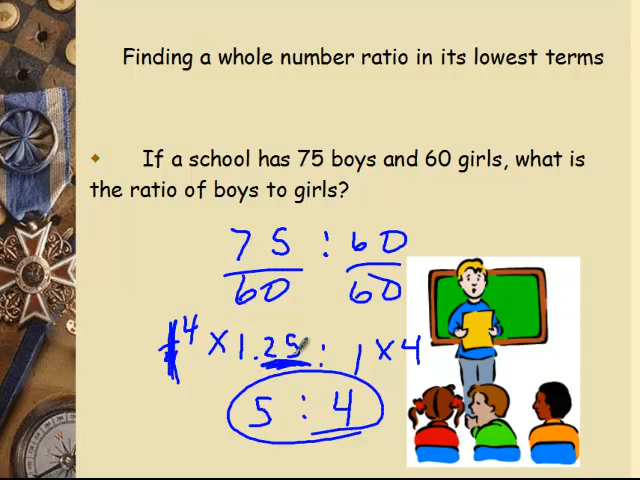 Finding a whole number ratio in its lowest terms
If a school has 75 boys and 60 girls, what is
the ratio of boys to girls?
75 : 60
60 60
4 × 1.25 : 1 × 4
5 : 4